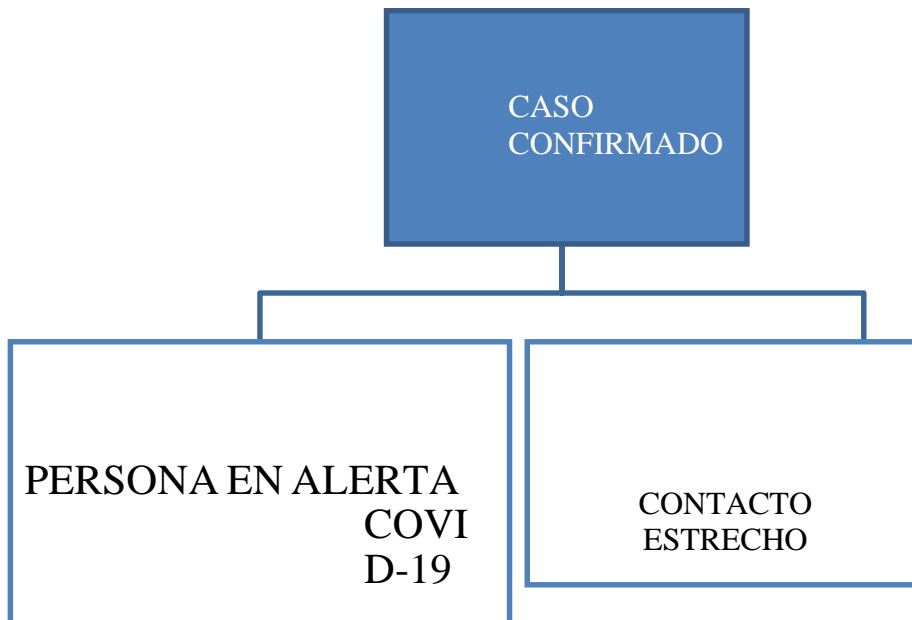 CASO
CONFIRMADO
PERSONA EN ALERTA
COVI
D-19
CONTACTO
ESTRECHO